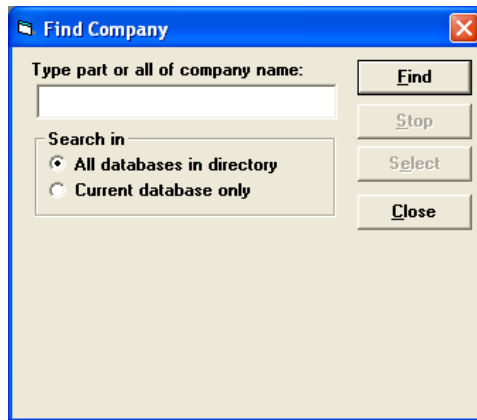 Find Company
Type part or all of company name:
Find
Stop
Search in
All databases in directory
Select
Current database only
Close